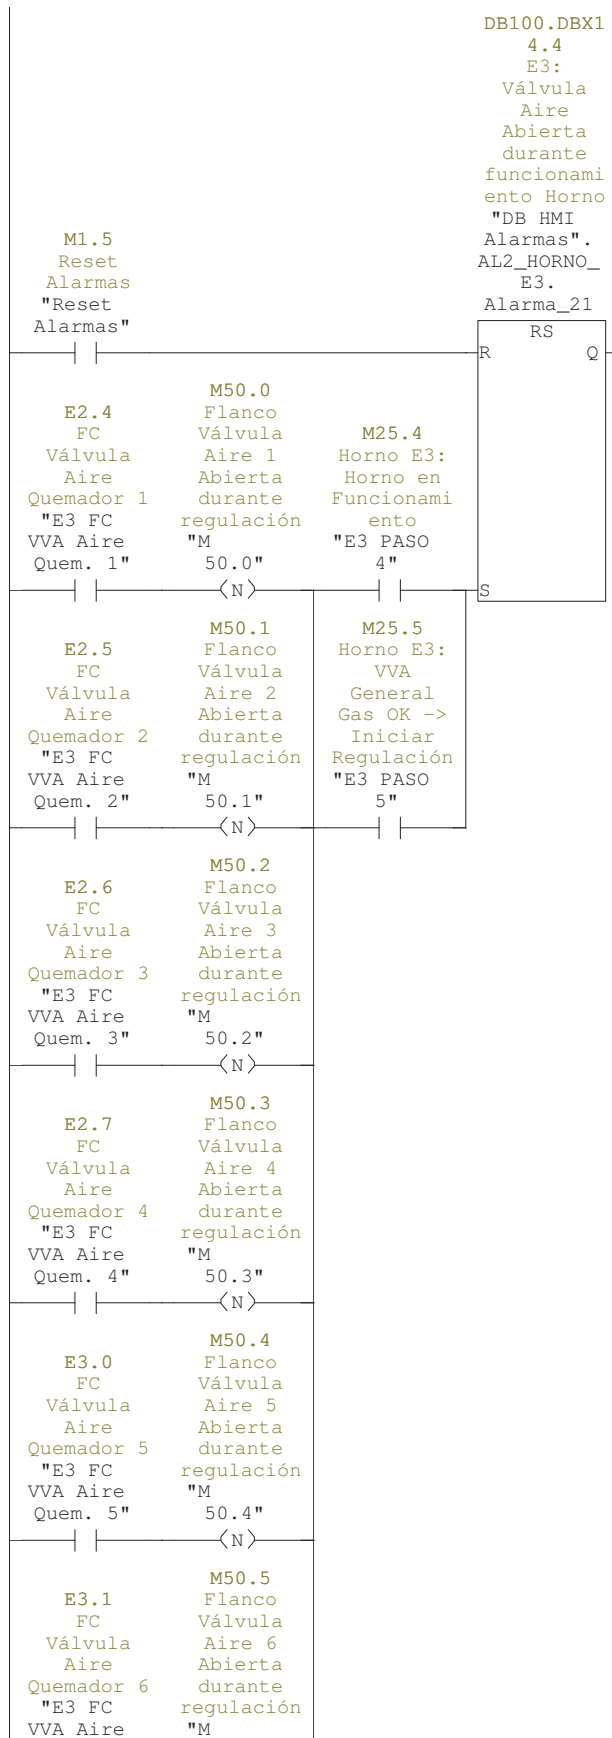 DB100.DBX1
4.4
E3:
Válvula
Aire
Abierta
durante
funcionami
ento Horno
"DB HMI
Alarmas".
AL2_HORNO_
E3.
Alarma_21
M1.5
Reset
Alarmas
"Reset
Alarmas"
RS
R
Q
E2.4
FC
Válvula
Aire
Quemador 1
"E3 FC
VVA Aire
Quem. 1"
M50.0
Flanco
Válvula
Aire 1
Abierta
durante
regulación
"M
50.0"
N
M25.4
Horno E3:
Horno en
Funcionami
ento
"E3 PASO
4"
S
E2.5
FC
Válvula
Aire
Quemador 2
"E3 FC
VVA Aire
Quem. 2"
M50.1
Flanco
Válvula
Aire 2
Abierta
durante
regulación
"M
50.1"
N
M25.5
Horno E3:
VVA
General
Gas OK ->
Iniciar
Regulación
"E3 PASO
5"
E2.6
FC
Válvula
Aire
Quemador 3
"E3 FC
VVA Aire
Quem. 3"
M50.2
Flanco
Válvula
Aire 3
Abierta
durante
regulación
"M
50.2"
N
E2.7
FC
Válvula
Aire
Quemador 4
"E3 FC
VVA Aire
Quem. 4"
M50.3
Flanco
Válvula
Aire 4
Abierta
durante
regulación
"M
50.3"
N
E3.0
FC
Válvula
Aire
Quemador 5
"E3 FC
VVA Aire
Quem. 5"
M50.4
Flanco
Válvula
Aire 5
Abierta
durante
regulación
"M
50.4"
N
E3.1
FC
Válvula
Aire
Quemador 6
"E3 FC
VVA Aire
M50.5
Flanco
Válvula
Aire 6
Abierta
durante
regulación
"M